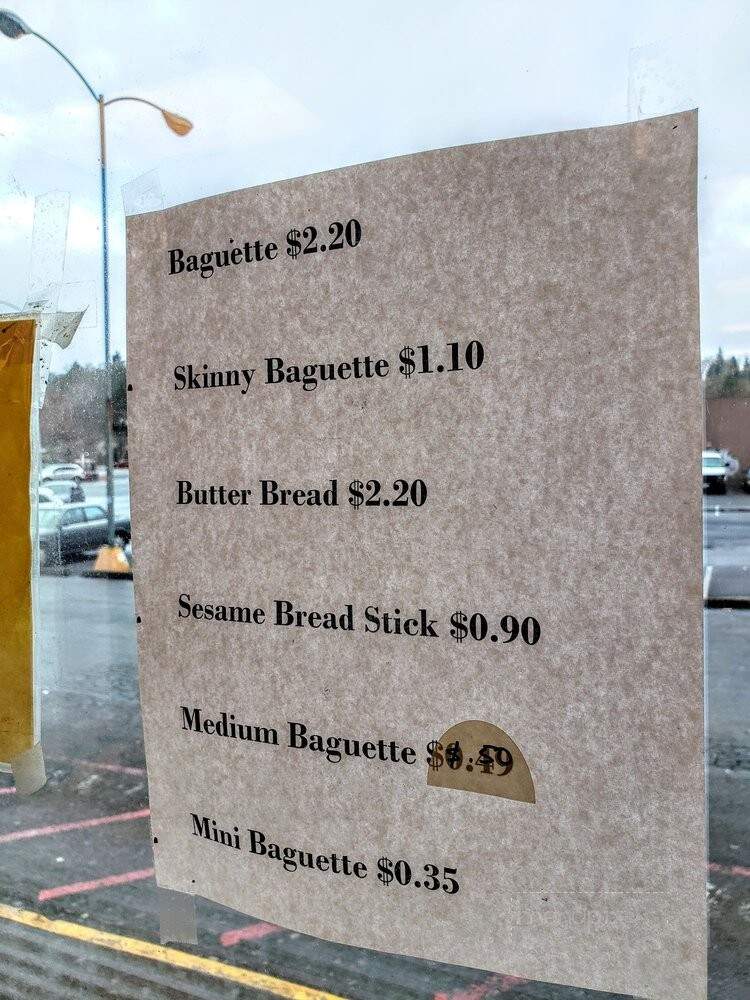 Baguette $2.20
Skinny Baguette $1.10
Butter Bread $2.20
Sesame Bread Stick $0.90
Medium Baguette
Mini Baguette $0.35